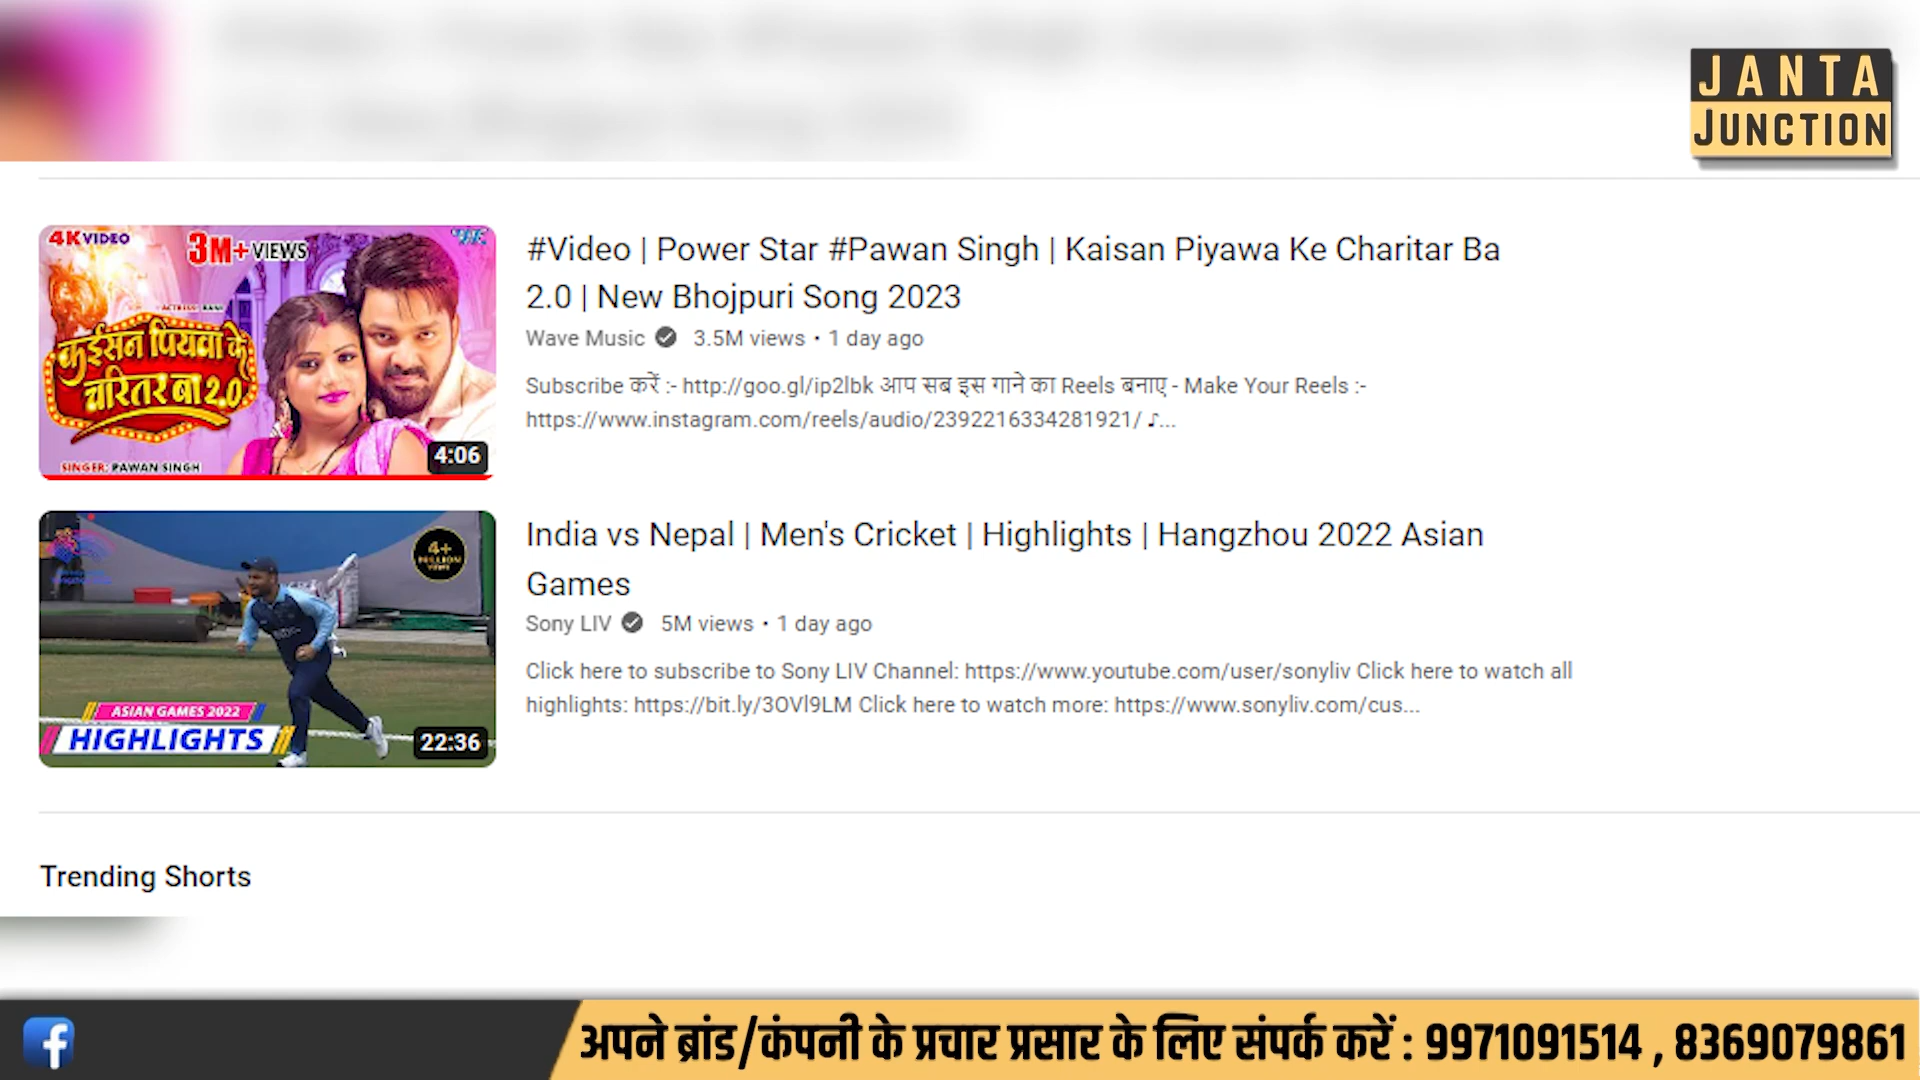 JANTA
JUNCTION
4K VIDEO
3M+ VIEWS
कईसन पियवा के
चरितर बा 2.0
SINGER: PAWAN SINGH
4:06
#Video | Power Star #Pawan Singh | Kaisan Piyawa Ke Charitar Ba
2.0 | New Bhojpuri Song 2023
Wave Music 3.5M views • 1 day ago
Subscribe करें :- http://goo.gl/ip2lbk आप सब इस गाने का Reels बनाए - Make Your Reels :-
https://www.instagram.com/reels/audio/2392216334281921/ ♪...
4+
ASIAN GAMES 2022
HIGHLIGHTS
22:36
India vs Nepal | Men's Cricket | Highlights | Hangzhou 2022 Asian
Games
Sony LIV 5M views • 1 day ago
Click here to subscribe to Sony LIV Channel: https://www.youtube.com/user/sonyliv Click here to watch all
highlights: https://bit.ly/3OVl9LM Click here to watch more: https://www.sonyliv.com/cus...
Trending Shorts
अपने ब्रांड/कंपनी के प्रचार प्रसार के लिए संपर्क करें : 9971091514 , 8369079861